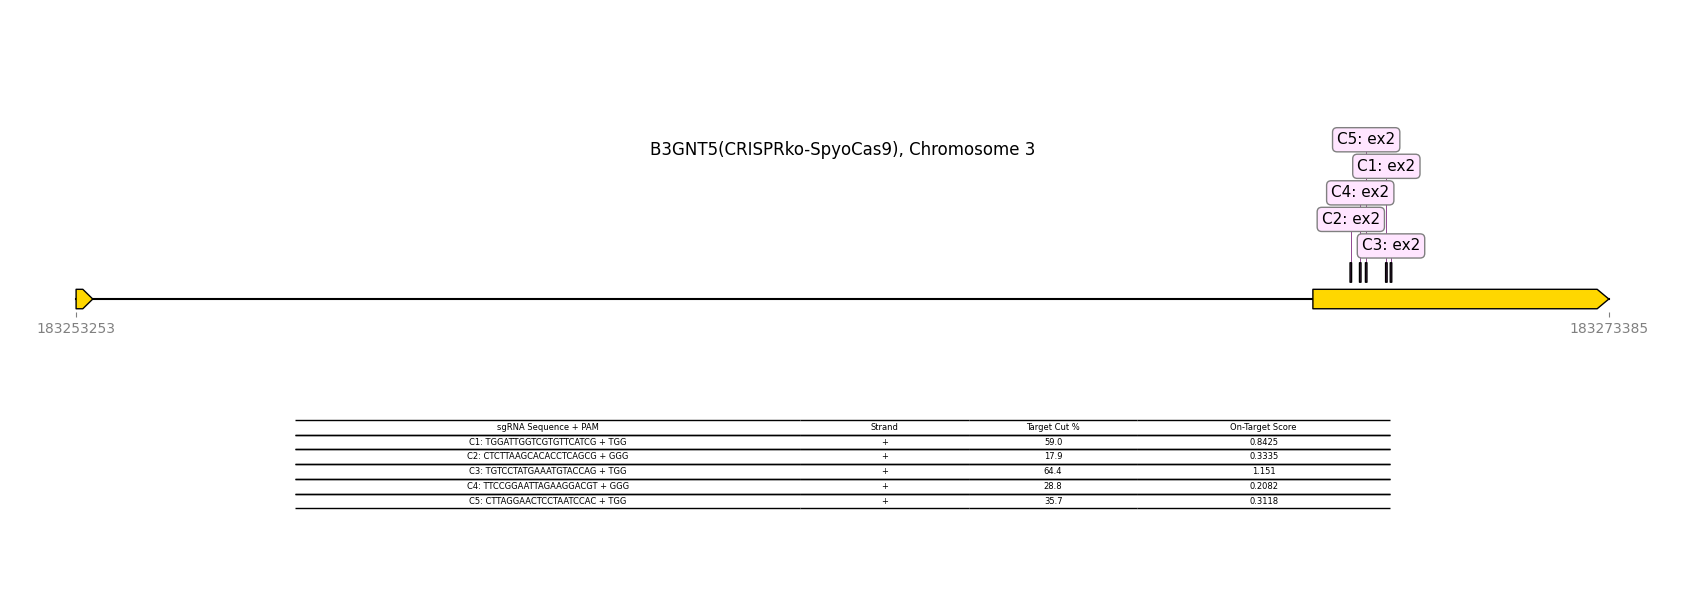 C5: ex2
B3GNT5(CRISPRko-SpyoCas9), Chromosome 3
C1: ex2
C4: ex2
C2: ex2
C3: ex2
183253253 183273385
sgRNA Sequence + PAM Strand Target Cut % On-Target Score
C1: TGGATTGGTCGTGTTCATCG + TGG + 59.0 0.8425
C2: CTCTTAAGCACACCTCAGCG + GGG + 17.9 0.3335
C3: TGTCCTATGAAATGTACCAG + TGG + 64.4 1.151
C4: TTCCGGAATTAGAAGGACGT + GGG + 28.8 0.2082
C5: CTTAGGAACTCCTAATCCAC + TGG + 35.7 0.3118